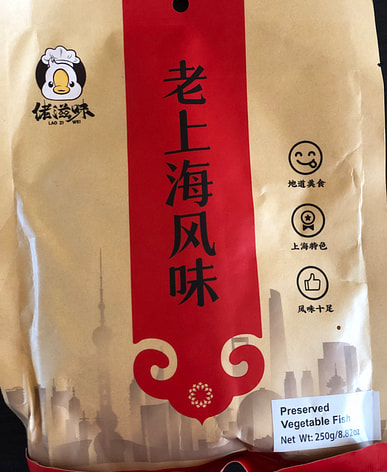 佬滋味
LAO ZI WEI
老上海风味
地道美食
上海特色
风味十足
Preserved
Vegetable Fish
Net Wt: 250g/8.82oz